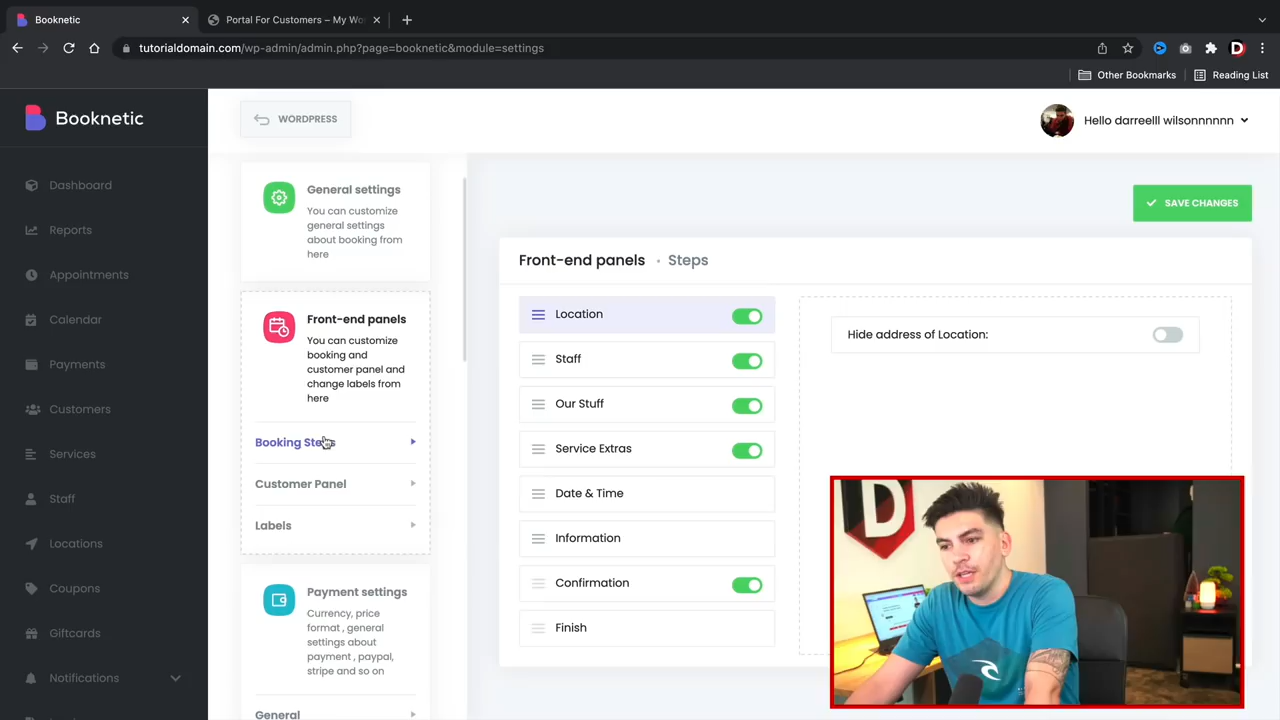 Booknetic
Portal For Customers – My Wo
tutorialdomain.com/wp-admin/admin.php?page=booknetic&module=settings
D
Other Bookmarks
Reading List
Booknetic
WORDPRESS
Hello darreelll wilsonnnnnn
Dashboard
Reports
Appointments
Calendar
Payments
Customers
Services
Staff
Locations
Coupons
Giftcards
Notifications
General settings
You can customize
general settings
about booking from
here
Front-end panels
You can customize
booking and
customer panel and
change labels from
here
Booking Steps
Customer Panel
Labels
Payment settings
Currency, price
format , general
settings about
payment , paypal,
stripe and so on
General
SAVE CHANGES
Front-end panels • Steps
Location
Staff
Our Stuff
Service Extras
Date & Time
Information
Confirmation
Finish
Hide address of Location:
D